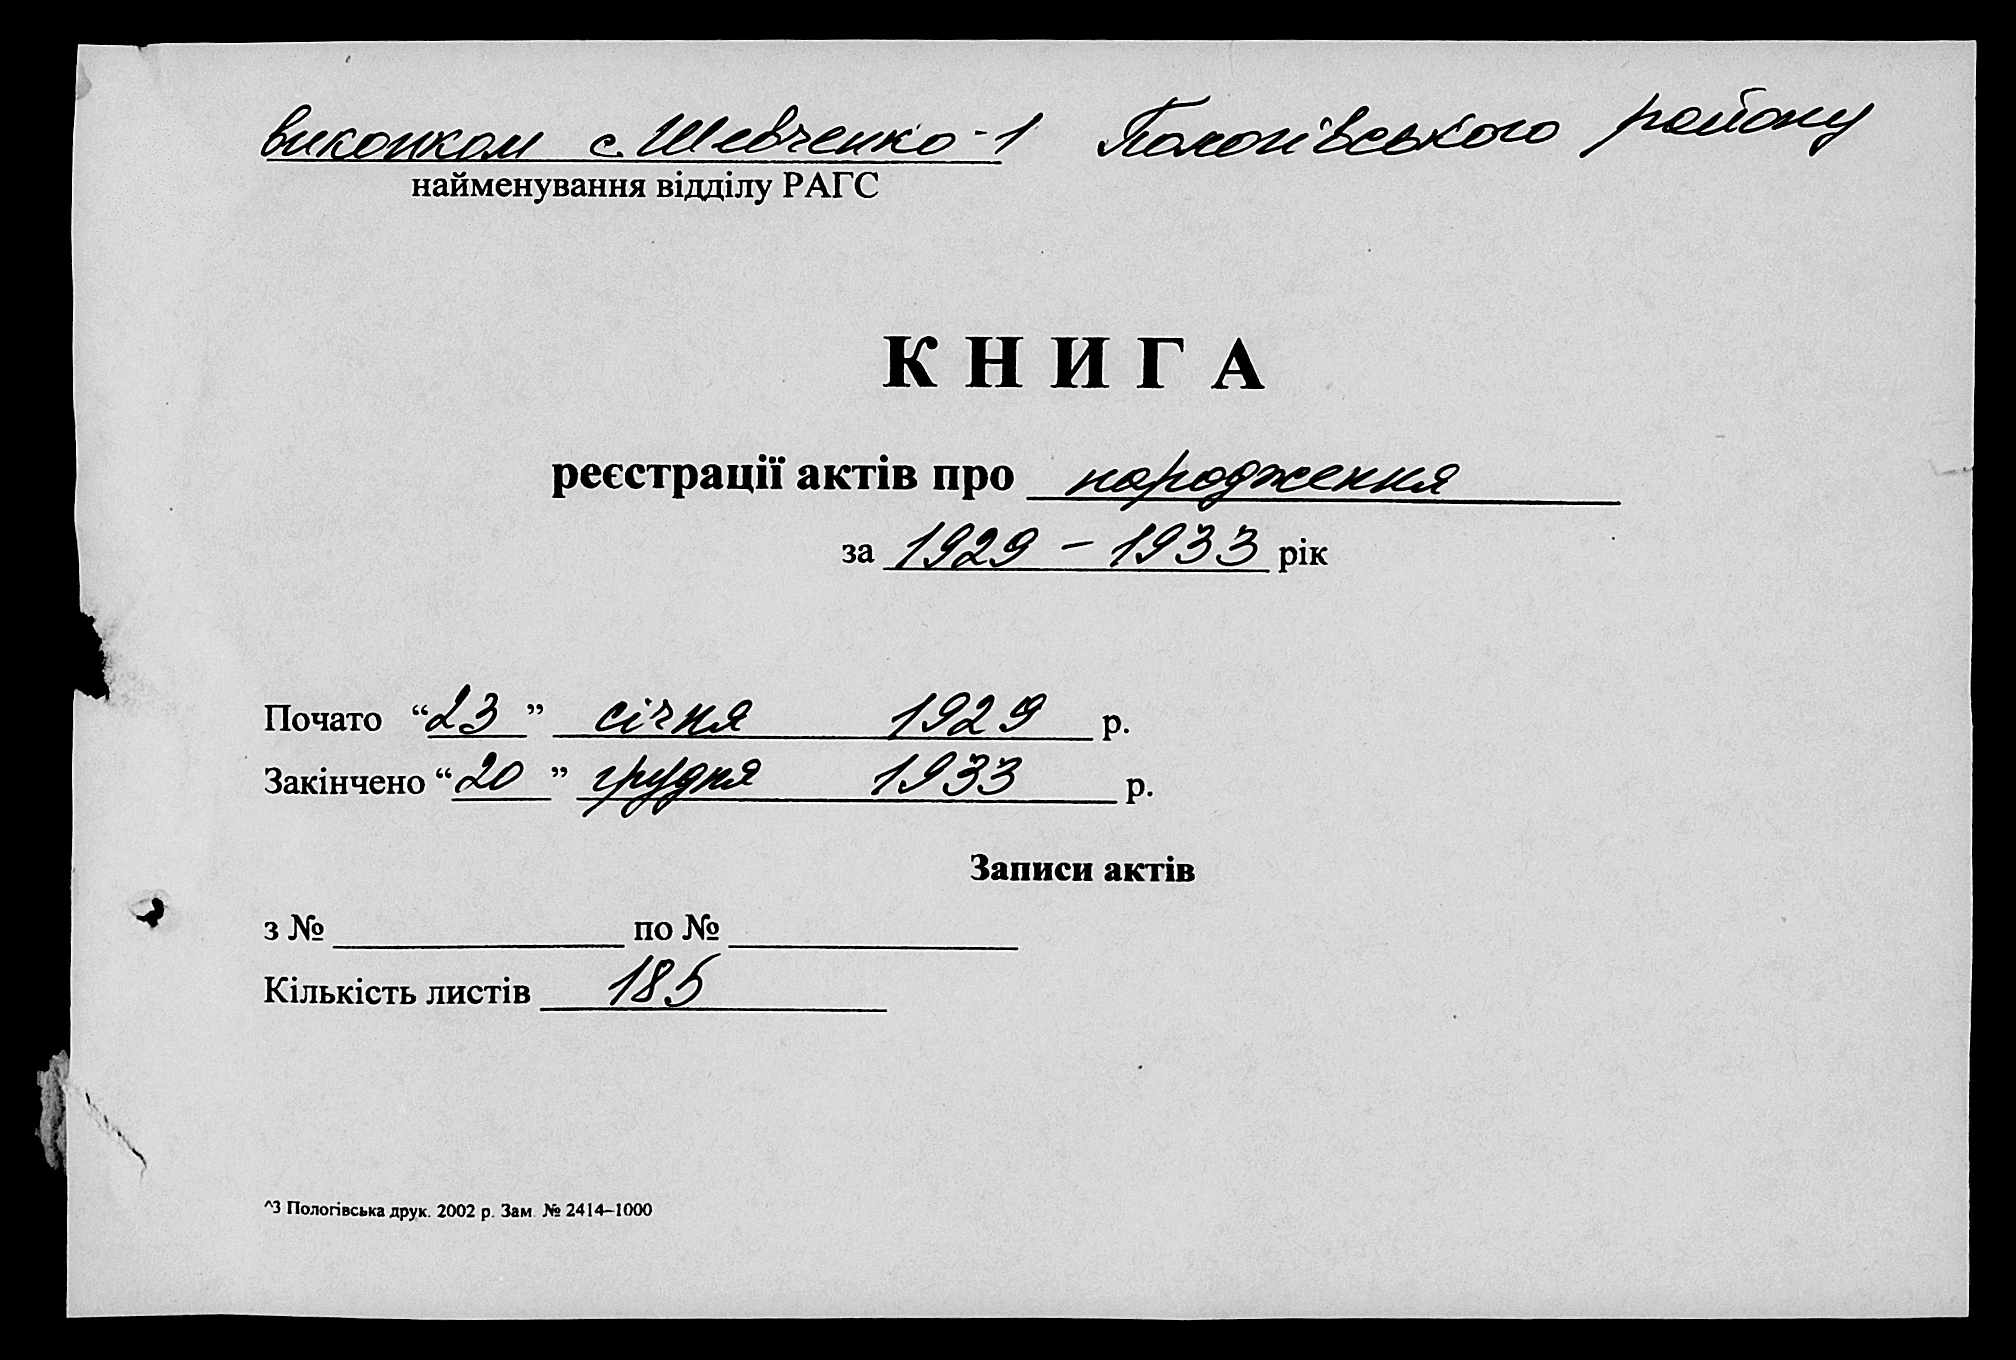 виконком с. Шевченко-1 Пологівського району
найменування відділу РАГС
КНИГА
реєстрації актів про народження
за 1929 – 1933 рік
Почато “23” січня 1929 р.
Закінчено “20” грудня 1933 р.
Записи актів
з № ____ по № ____
Кількість листів 185
^З Пологівська друк. 2002 р. Зам. № 2414–1000